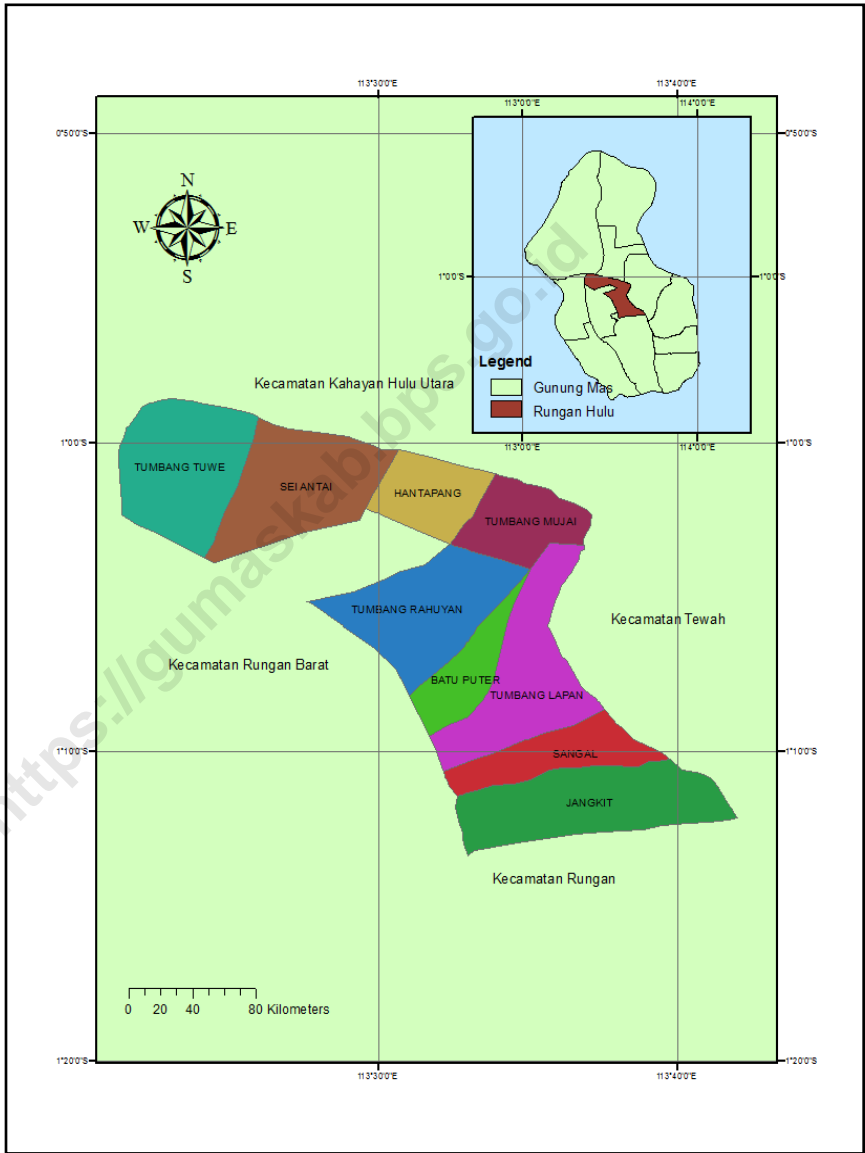 113°30'0"E
113°40'0"E
113°0'0"E
114°0'0"E
0°50'0"S
0°50'0"S
N
W
E
S
1°0'0"S
1°0'0"S
Legend
Gunung Mas
Rungan Hulu
113°0'0"E
114°0'0"E
Kecamatan Kahayan Hulu Utara
1°0'0"S
1°0'0"S
TUMBANG TUWE
SEI ANTAI
HANTAPANG
TUMBANG MUJAI
TUMBANG RAHUYAN
Kecamatan Tewah
Kecamatan Rungan Barat
BATU PUTER
TUMBANG LAPAN
1°10'0"S
1°10'0"S
SANGAL
JANGKIT
Kecamatan Rungan
0 20 40 80 Kilometers
1°20'0"S
1°20'0"S
113°30'0"E
113°40'0"E
https://gumaskab.bps.go.id